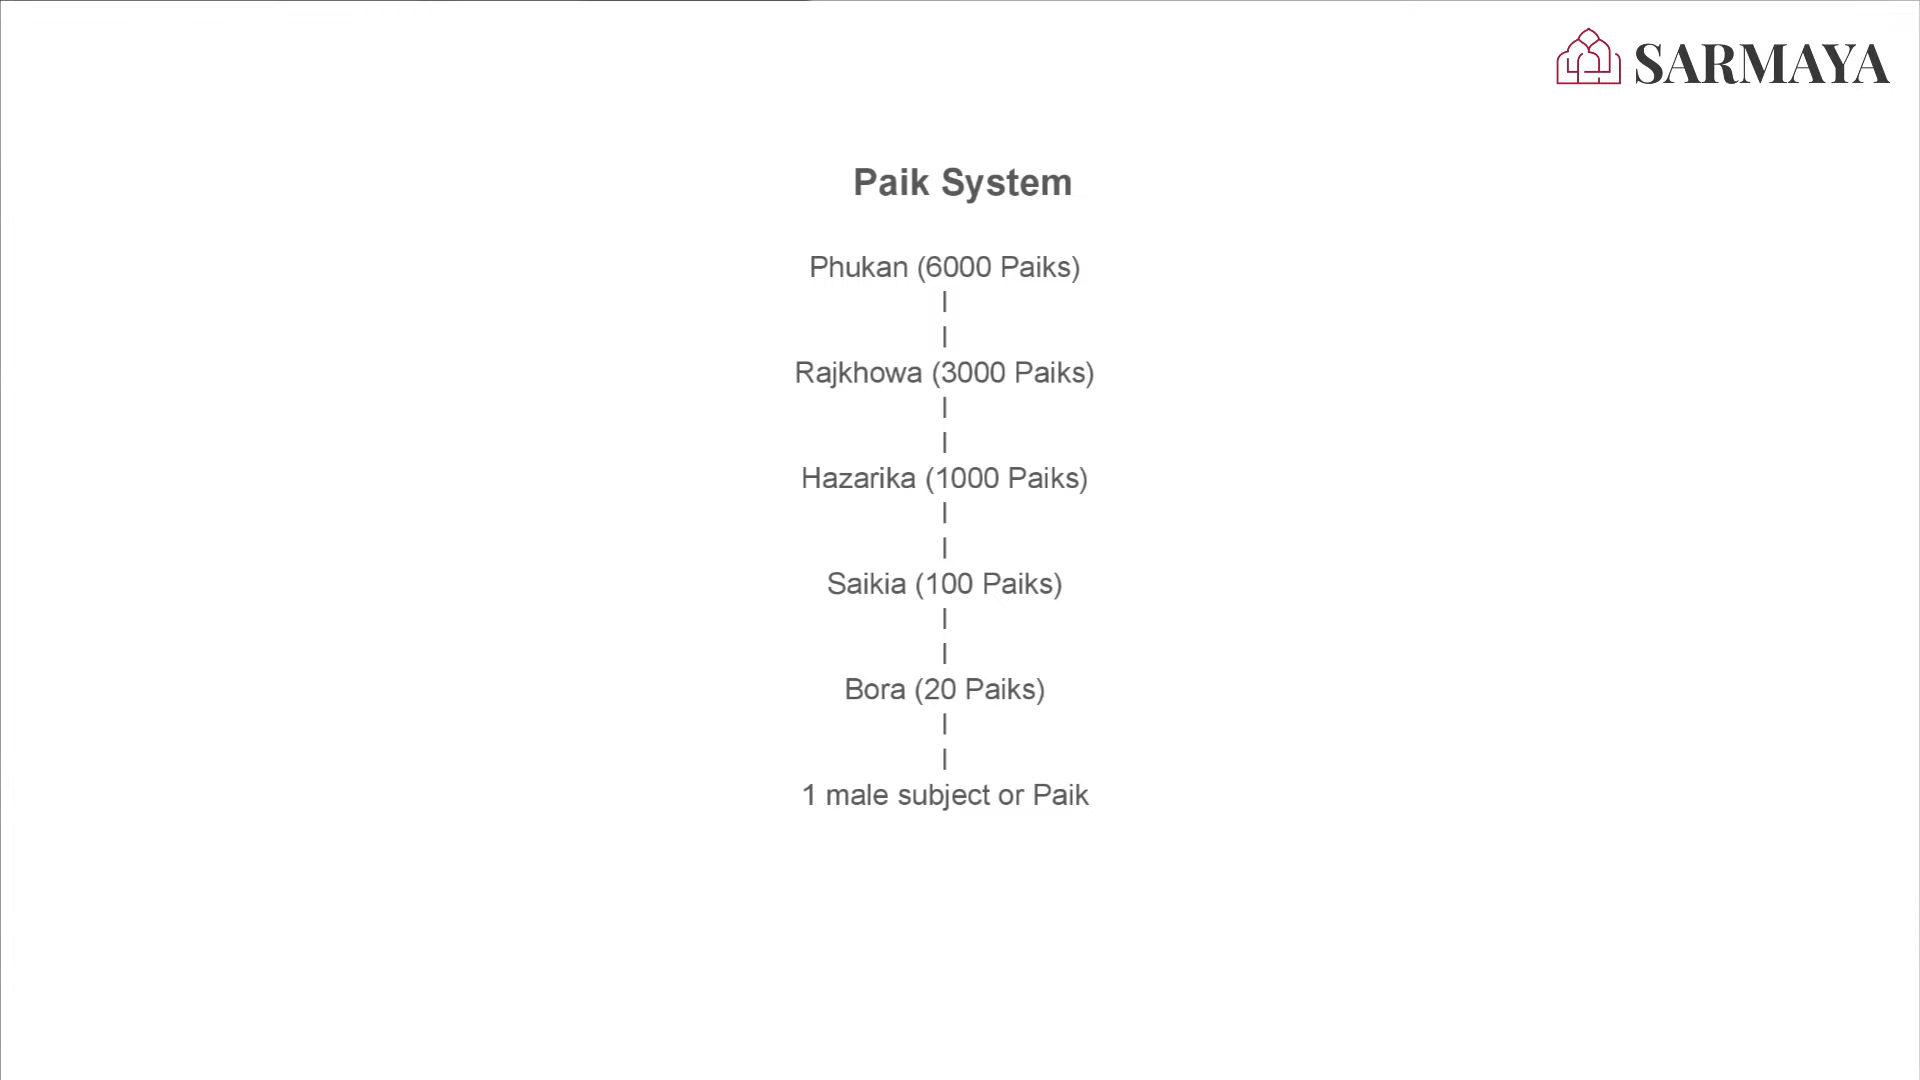 SARMAYA
Paik System
Phukan (6000 Paiks)
|
|
Rajkhowa (3000 Paiks)
|
|
Hazarika (1000 Paiks)
|
|
Saikia (100 Paiks)
|
|
Bora (20 Paiks)
|
|
1 male subject or Paik